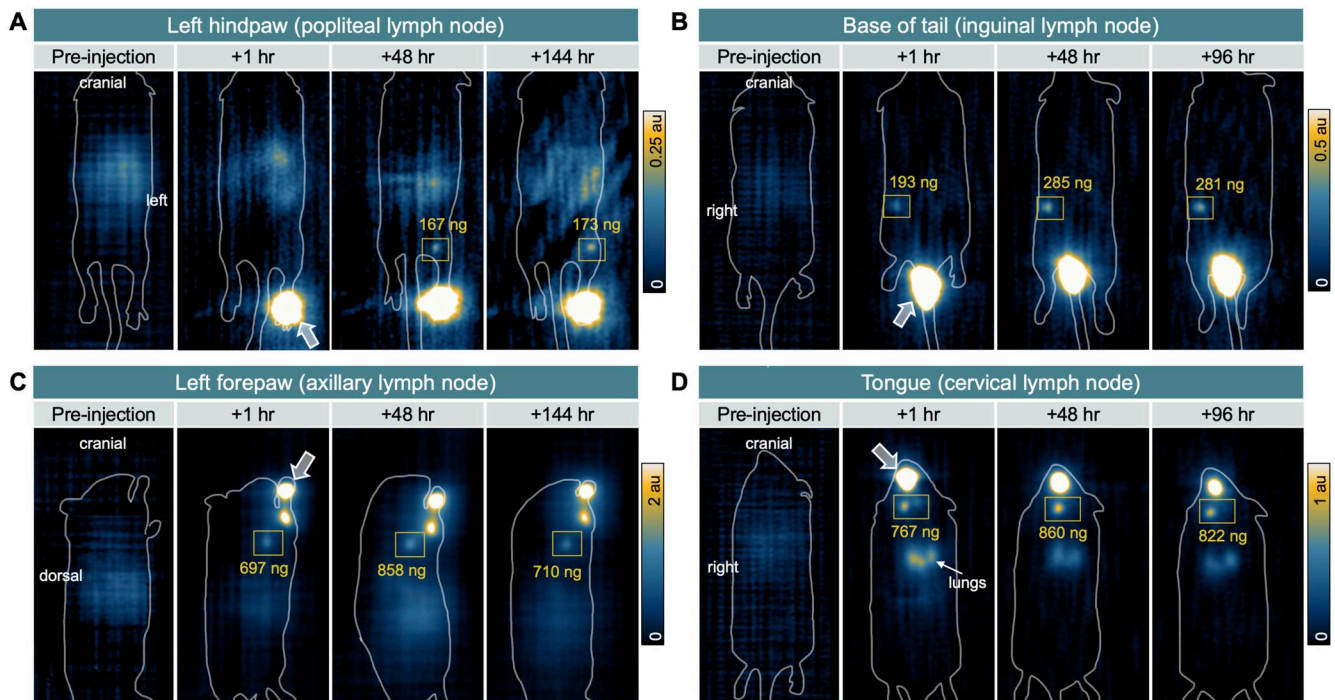 A
Left hindpaw (popliteal lymph node)
Pre-injection
+1 hr
+48 hr
+144 hr
cranial
left
167 ng
173 ng
0.25 au
0
B
Base of tail (inguinal lymph node)
Pre-injection
+1 hr
+48 hr
+96 hr
cranial
right
193 ng
285 ng
281 ng
0.5 au
0
C
Left forepaw (axillary lymph node)
Pre-injection
+1 hr
+48 hr
+144 hr
cranial
dorsal
697 ng
858 ng
710 ng
2 au
0
D
Tongue (cervical lymph node)
Pre-injection
+1 hr
+48 hr
+96 hr
cranial
right
767 ng
860 ng
822 ng
lungs
1 au
0